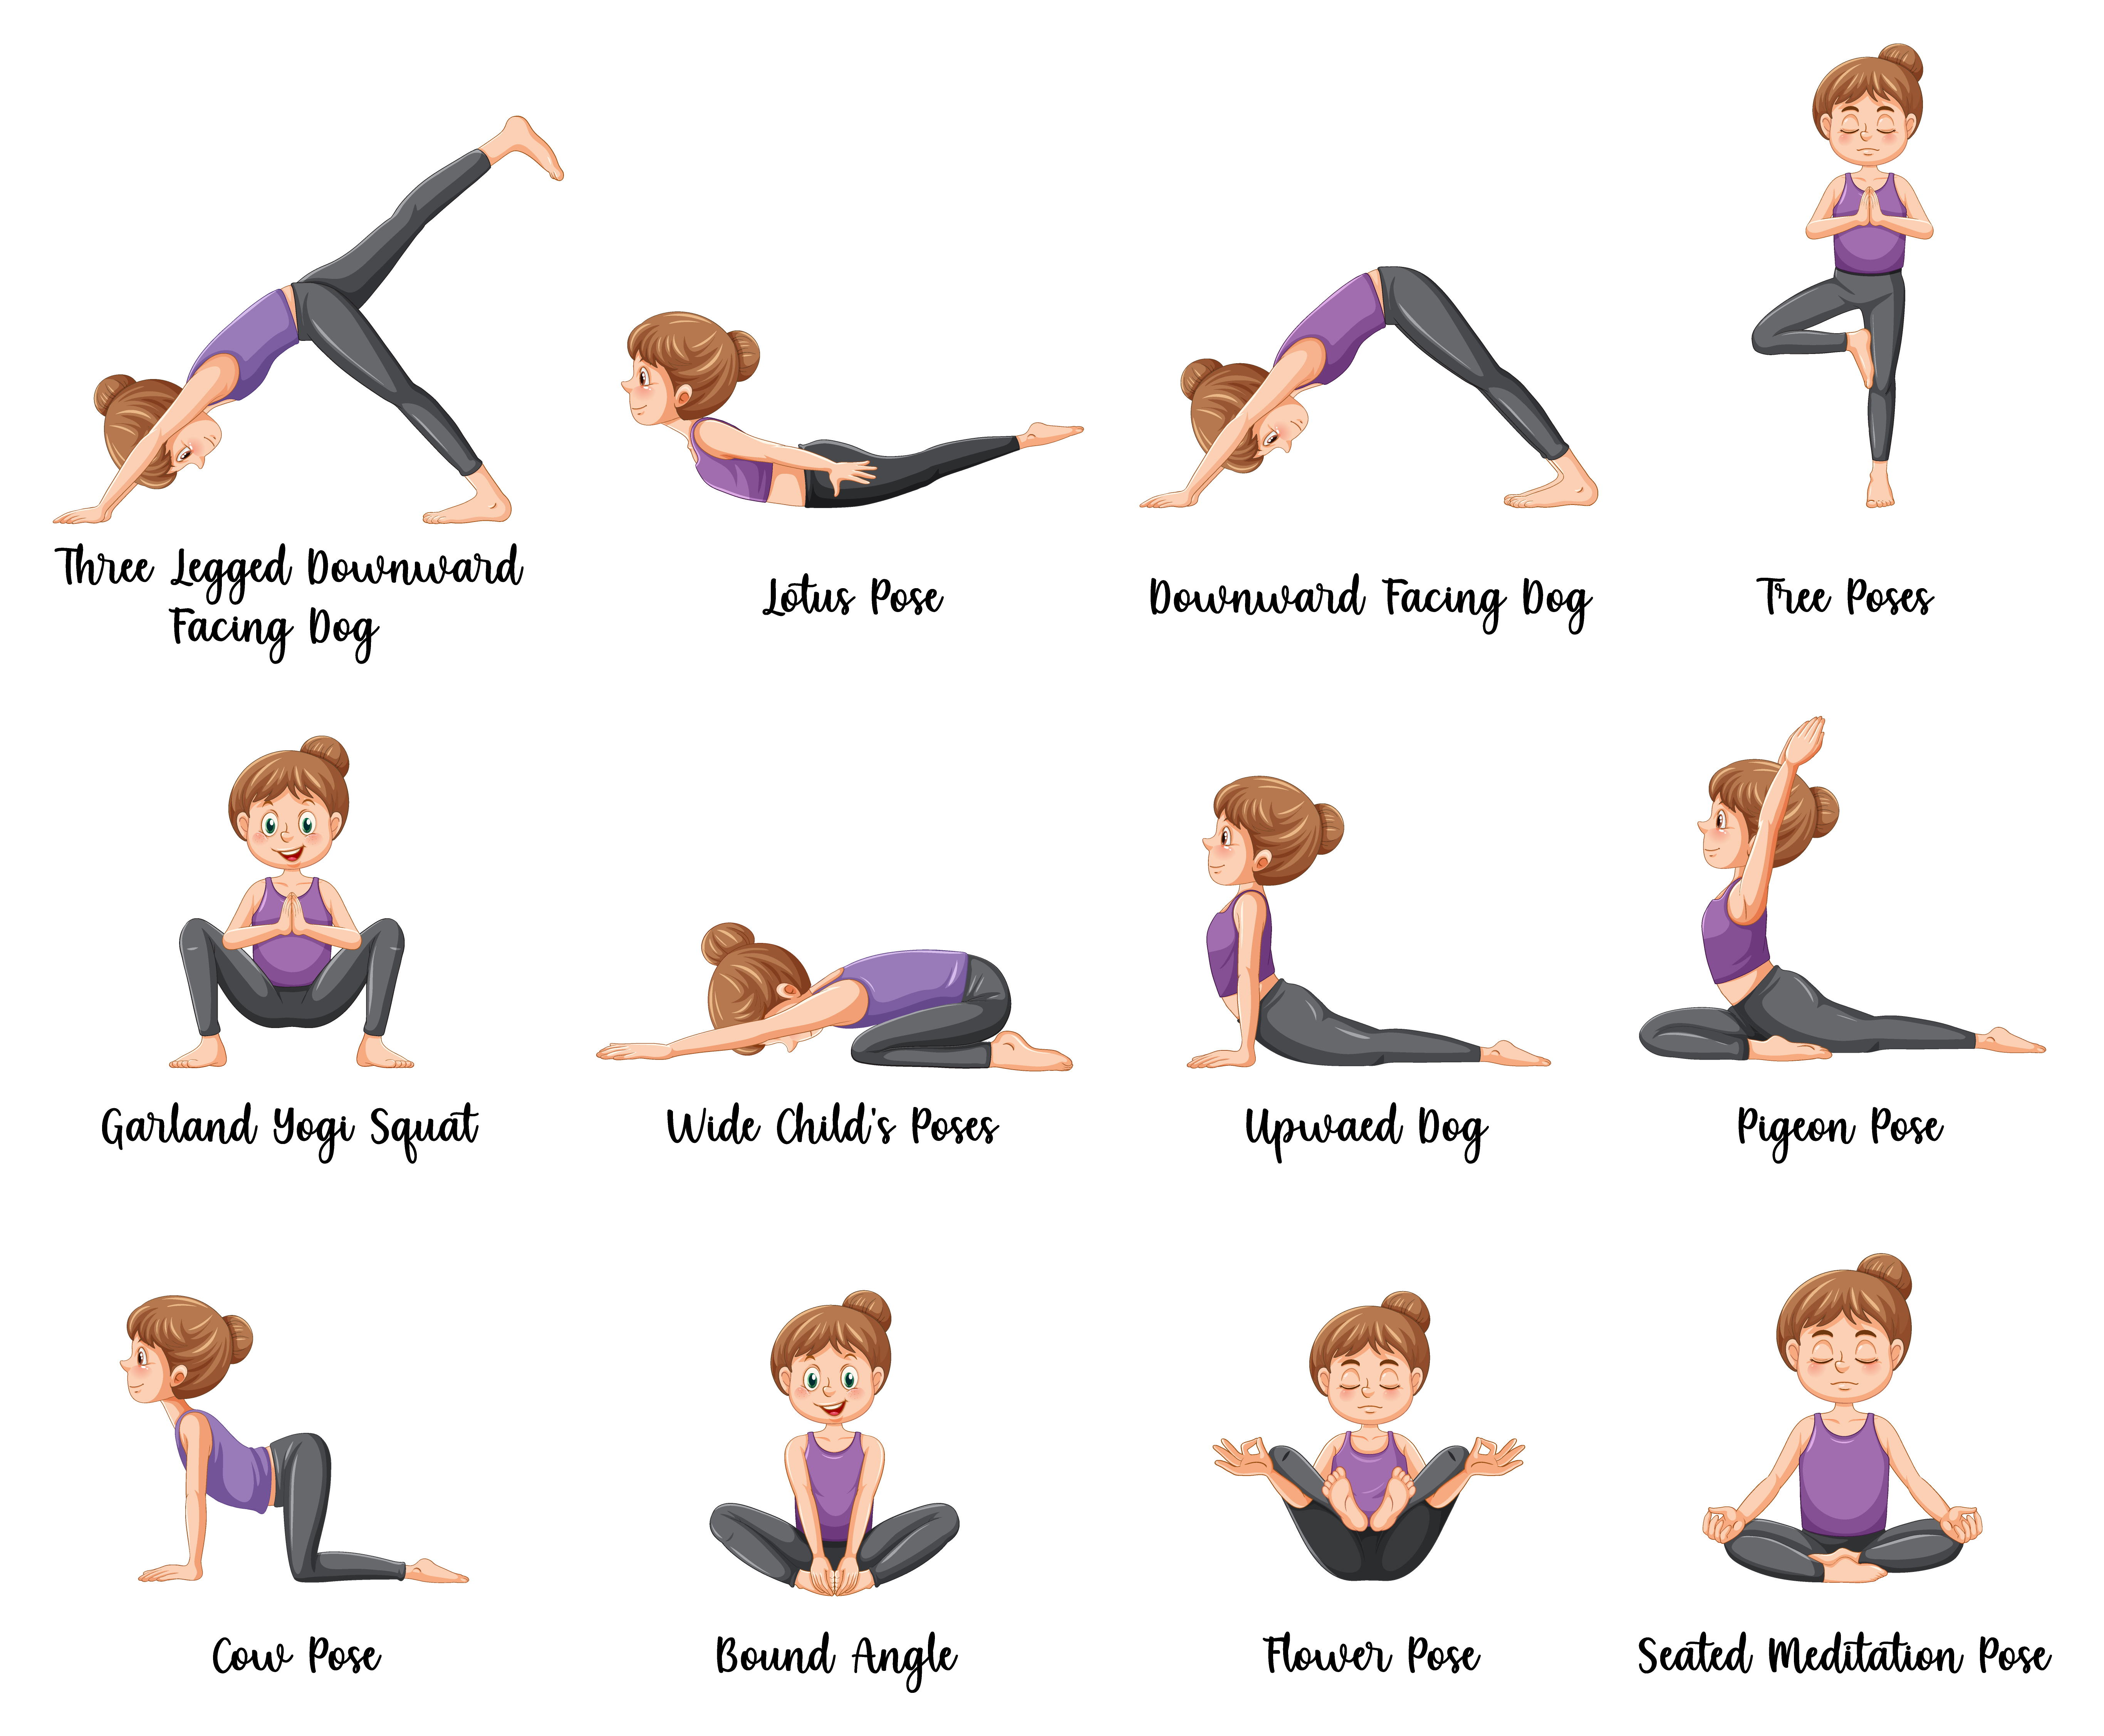 Three Legged Downward
Facing Dog
Lotus Pose
Downward Facing Dog
Tree Poses
Garland Yogi Squat
Wide Child's Poses
Upwaed Dog
Pigeon Pose
Cow Pose
Bound Angle
Flower Pose
Seated Meditation Pose